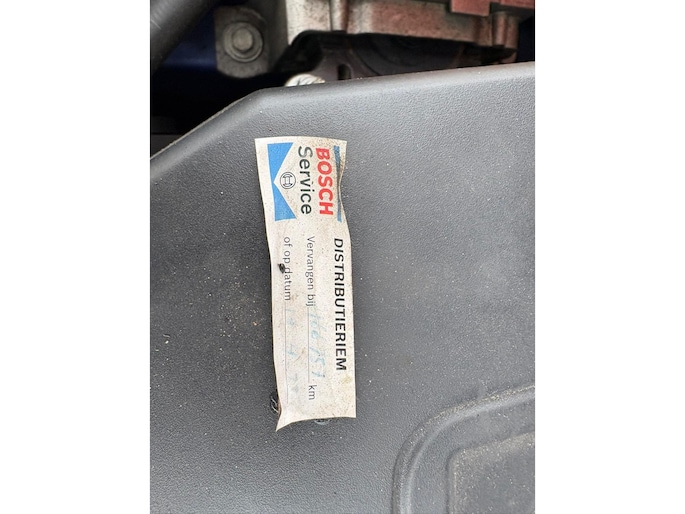 BOSCH
Service
DISTRIBUTIERIEM
Vervangen bij km
of op datum